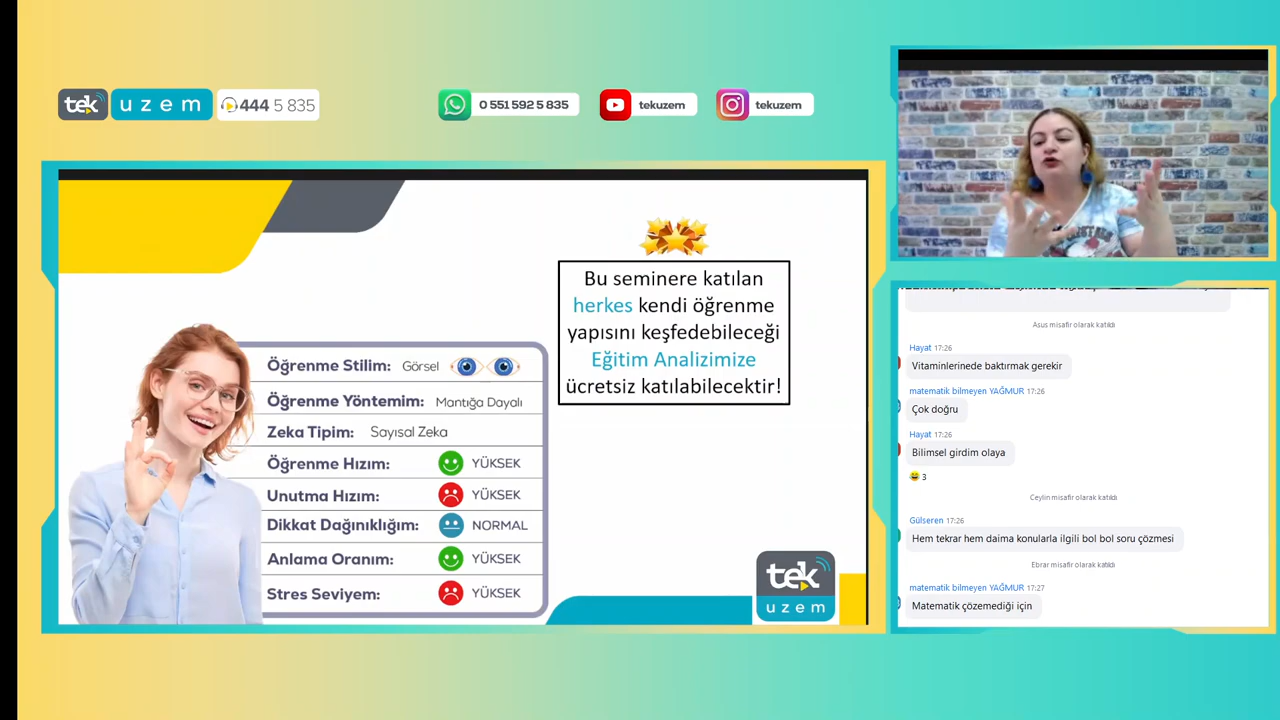 tek uzem 444 5 835
0 551 592 5 835
tekuzem
tekuzem
Bu seminere katılan
herkes kendi öğrenme
yapısını keşfedebileceği
Eğitim Analizimize
ücretsiz katılabilecektir!
Öğrenme Stilim: Görsel
Öğrenme Yöntemim: Mantığa Dayalı
Zeka Tipim: Sayısal Zeka
Öğrenme Hızım: YÜKSEK
Unutma Hızım: YÜKSEK
Dikkat Dağınıklığım: NORMAL
Anlama Oranım: YÜKSEK
Stres Seviyem: YÜKSEK
tek
uzem
Asus misafir olarak katıldı
Hayat 17:26
Vitaminlerinede baktırmak gerekir
matematik bilmeyen YAĞMUR 17:26
Çok doğru
Hayat 17:26
Bilimsel girdim olaya
3
Ceylin misafir olarak katıldı
Gülseren 17:26
Hem tekrar hem daima konularla ilgili bol bol soru çözmesi
Ebrar misafir olarak katıldı
matematik bilmeyen YAĞMUR 17:27
Matematik çözemediği için